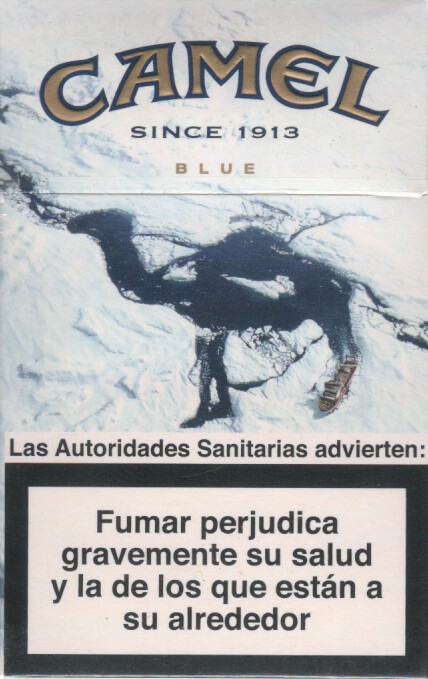 CAMEL
SINCE 1913
BLUE
Las Autoridades Sanitarias advierten:
Fumar perjudica
gravemente su salud
y la de los que están a
su alrededor